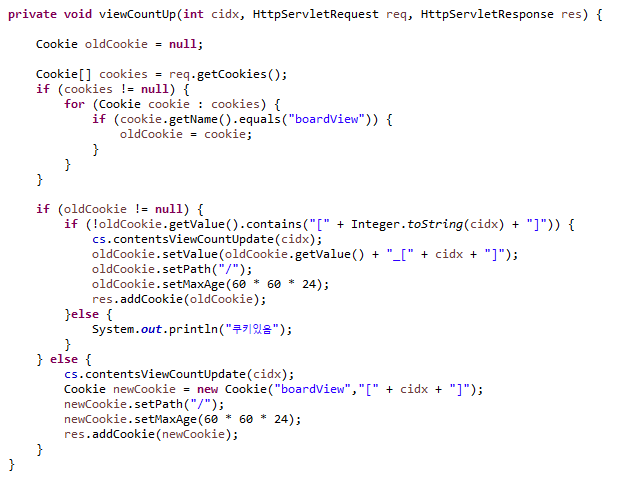 private void viewCountUp(int cidx, HttpServletRequest req, HttpServletResponse res) {

    Cookie oldCookie = null;

    Cookie[] cookies = req.getCookies();
    if (cookies != null) {
        for (Cookie cookie : cookies) {
            if (cookie.getName().equals("boardView")) {
                oldCookie = cookie;
            }
        }
    }

    if (oldCookie != null) {
        if (!oldCookie.getValue().contains("[" + Integer.toString(cidx) + "]")) {
            cs.contentsViewCountUpdate(cidx);
            oldCookie.setValue(oldCookie.getValue() + "_[" + cidx + "]");
            oldCookie.setPath("/");
            oldCookie.setMaxAge(60 * 60 * 24);
            res.addCookie(oldCookie);
        }else {
            System.out.println("쿠키있음");
        }
    } else {
        cs.contentsViewCountUpdate(cidx);
        Cookie newCookie = new Cookie("boardView","[" + cidx + "]");
        newCookie.setPath("/");
        newCookie.setMaxAge(60 * 60 * 24);
        res.addCookie(newCookie);
    }
}